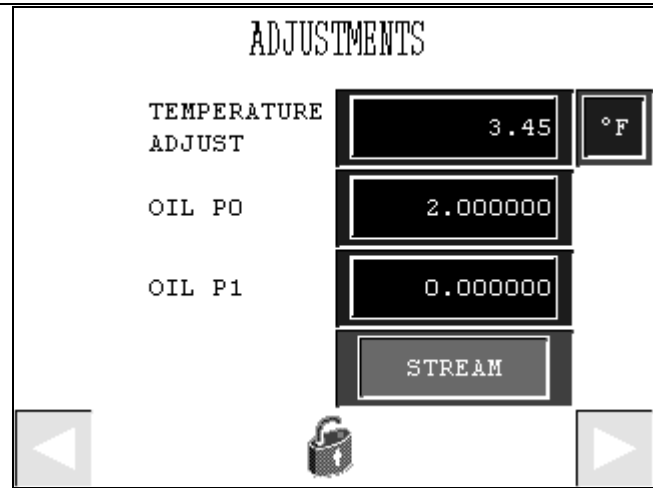 ADJUSTMENTS
TEMPERATURE
ADJUST
3.45
°F
OIL P0
2.000000
OIL P1
0.000000
STREAM